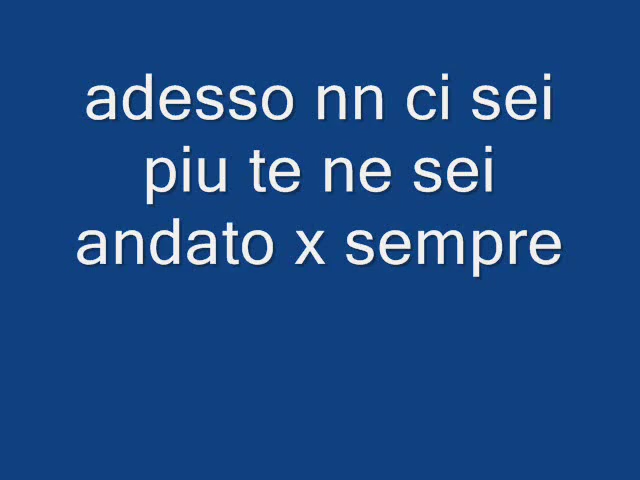 adesso nn ci sei
piu te ne sei
andato x sempre